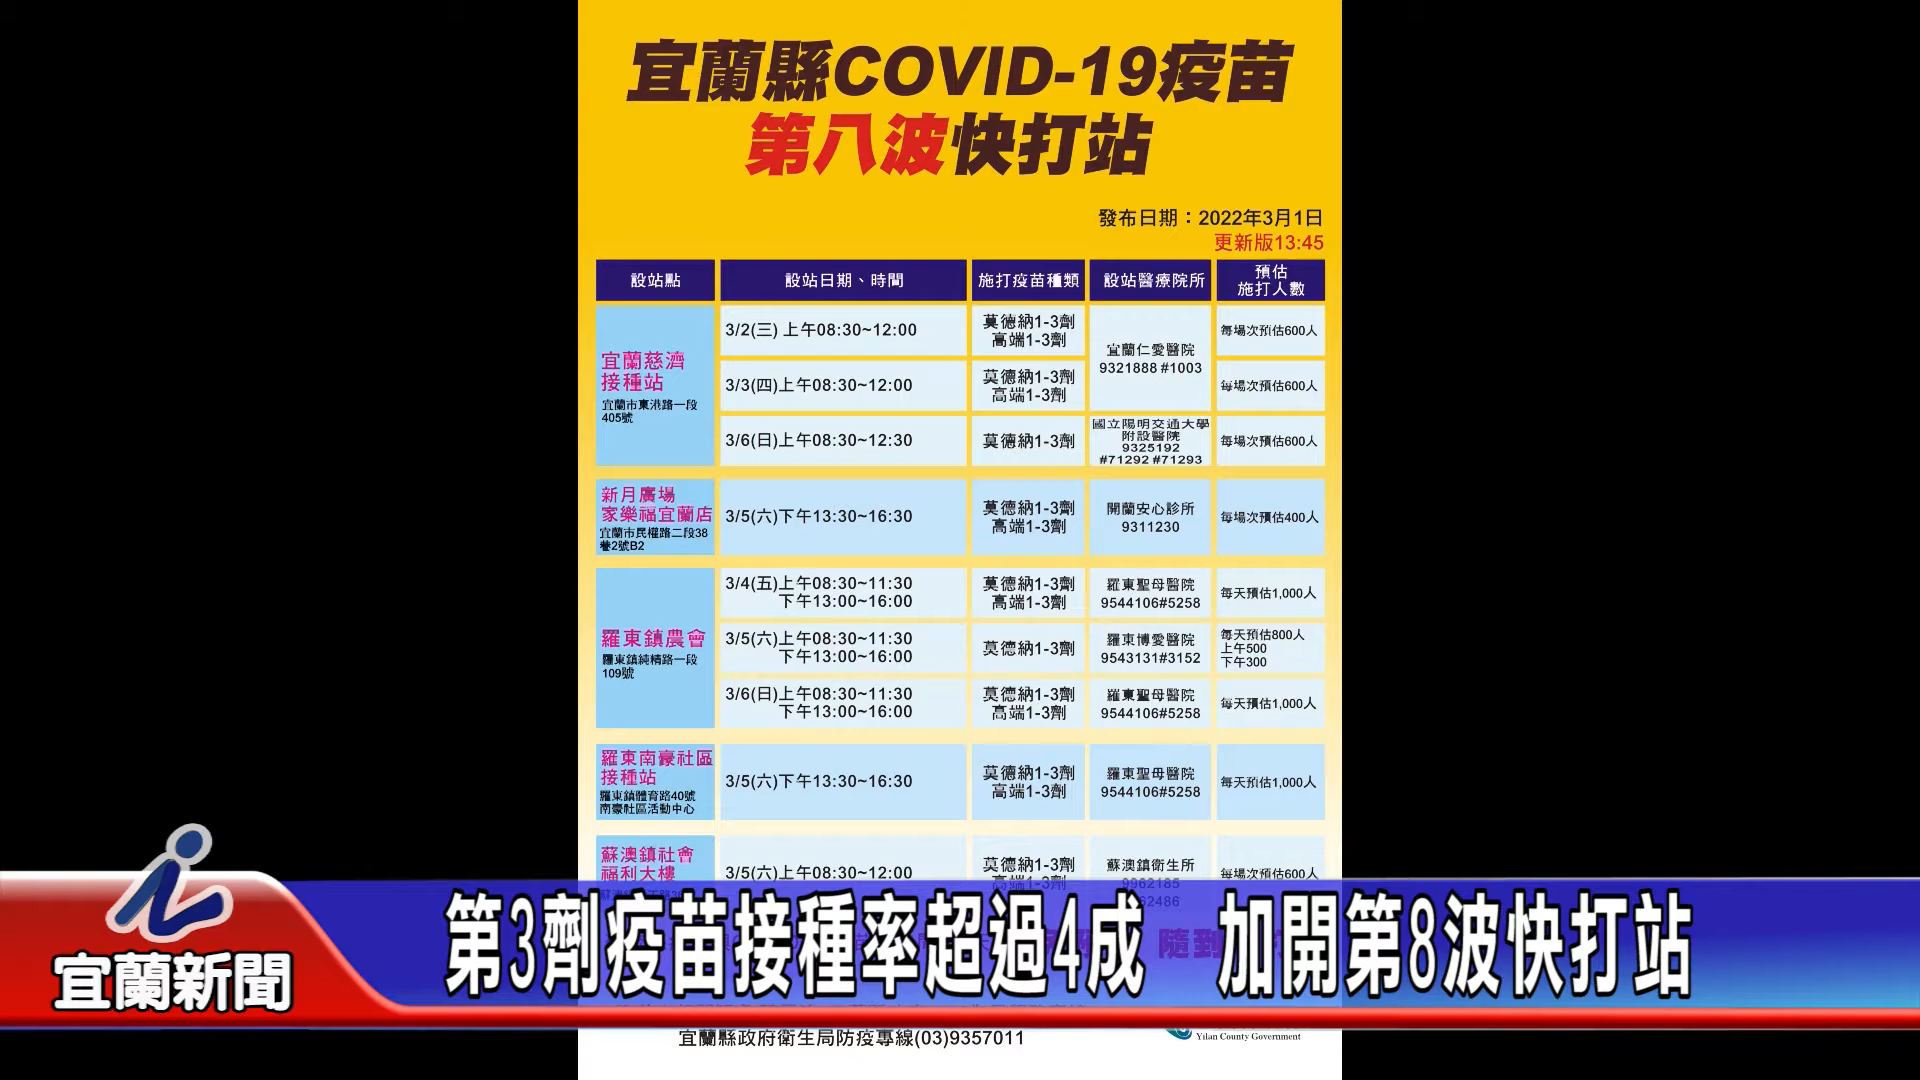 宜蘭縣COVID-19疫苗
第八波快打站
發布日期：2022年3月1日
更新版13:45
設站點
設站日期、時間
施打疫苗種類
設站醫療院所
預估
施打人數
宜蘭慈濟
接種站
宜蘭市東港路一段
405號
3/2(三) 上午08:30~12:00
莫德納1-3劑
高端1-3劑
宜蘭仁愛醫院
9321888 #1003
每場次預估600人
3/3(四)上午08:30~12:00
莫德納1-3劑
高端1-3劑
每場次預估600人
3/6(日)上午08:30~12:30
莫德納1-3劑
國立陽明交通大學
附設醫院
9325192
#71292 #71293
每場次預估600人
新月廣場
家樂福宜蘭店
宜蘭市民權路二段38
巷2號B2
3/5(六)下午13:30~16:30
莫德納1-3劑
高端1-3劑
開蘭安心診所
9311230
每場次預估400人
羅東鎮農會
羅東鎮純精路一段
109號
3/4(五)上午08:30~11:30
下午13:00~16:00
莫德納1-3劑
高端1-3劑
羅東聖母醫院
9544106#5258
每天預估1,000人
3/5(六)上午08:30~11:30
下午13:00~16:00
莫德納1-3劑
羅東博愛醫院
9543131#3152
每天預估800人
上午500
下午300
3/6(日)上午08:30~11:30
下午13:00~16:00
莫德納1-3劑
高端1-3劑
羅東聖母醫院
9544106#5258
每天預估1,000人
羅東南豪社區
接種站
羅東鎮體育路40號
南豪社區活動中心
3/5(六)下午13:30~16:30
莫德納1-3劑
高端1-3劑
羅東聖母醫院
9544106#5258
每天預估1,000人
蘇澳鎮社會
福利大樓
3/5(六)上午08:30~12:00
莫德納1-3劑
高端1-3劑
蘇澳鎮衛生所
9962185
每場次預估600人
第3劑疫苗接種率超過4成 加開第8波快打站
宜蘭新聞
宜蘭縣政府衛生局防疫專線(03)9357011
Yilan County Government